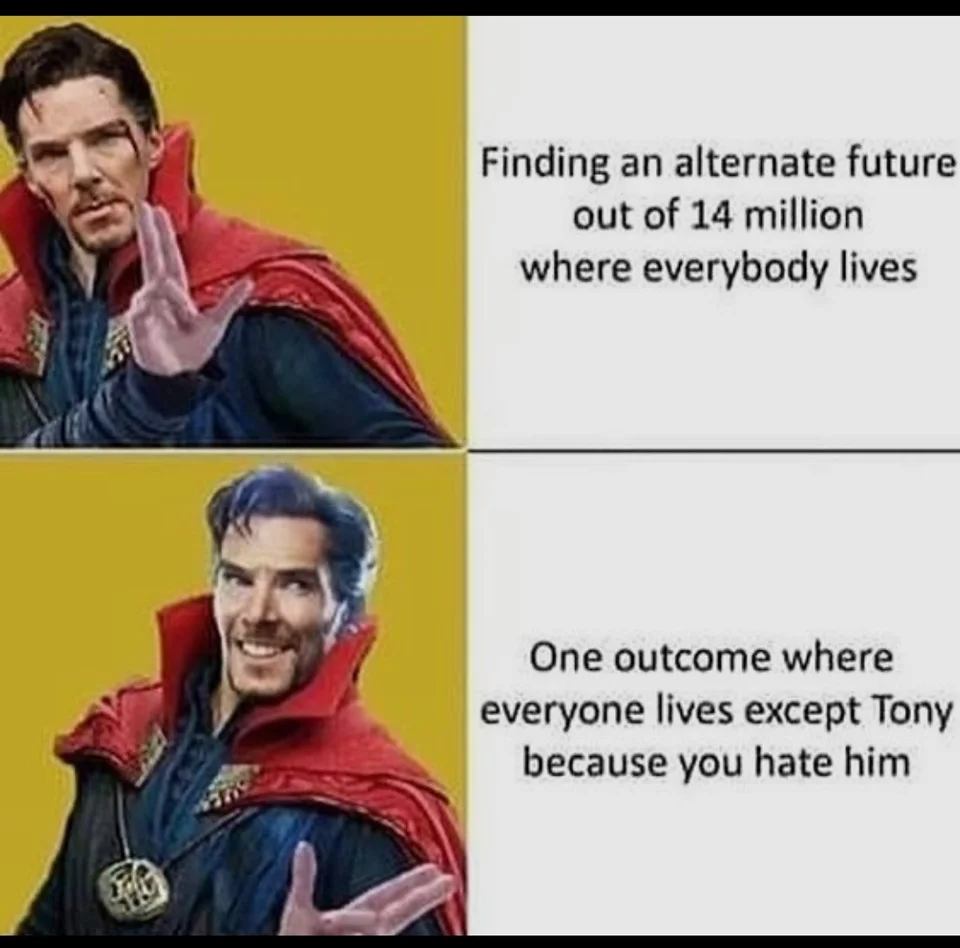 Finding an alternate future
out of 14 million
where everybody lives
One outcome where
everyone lives except Tony
because you hate him